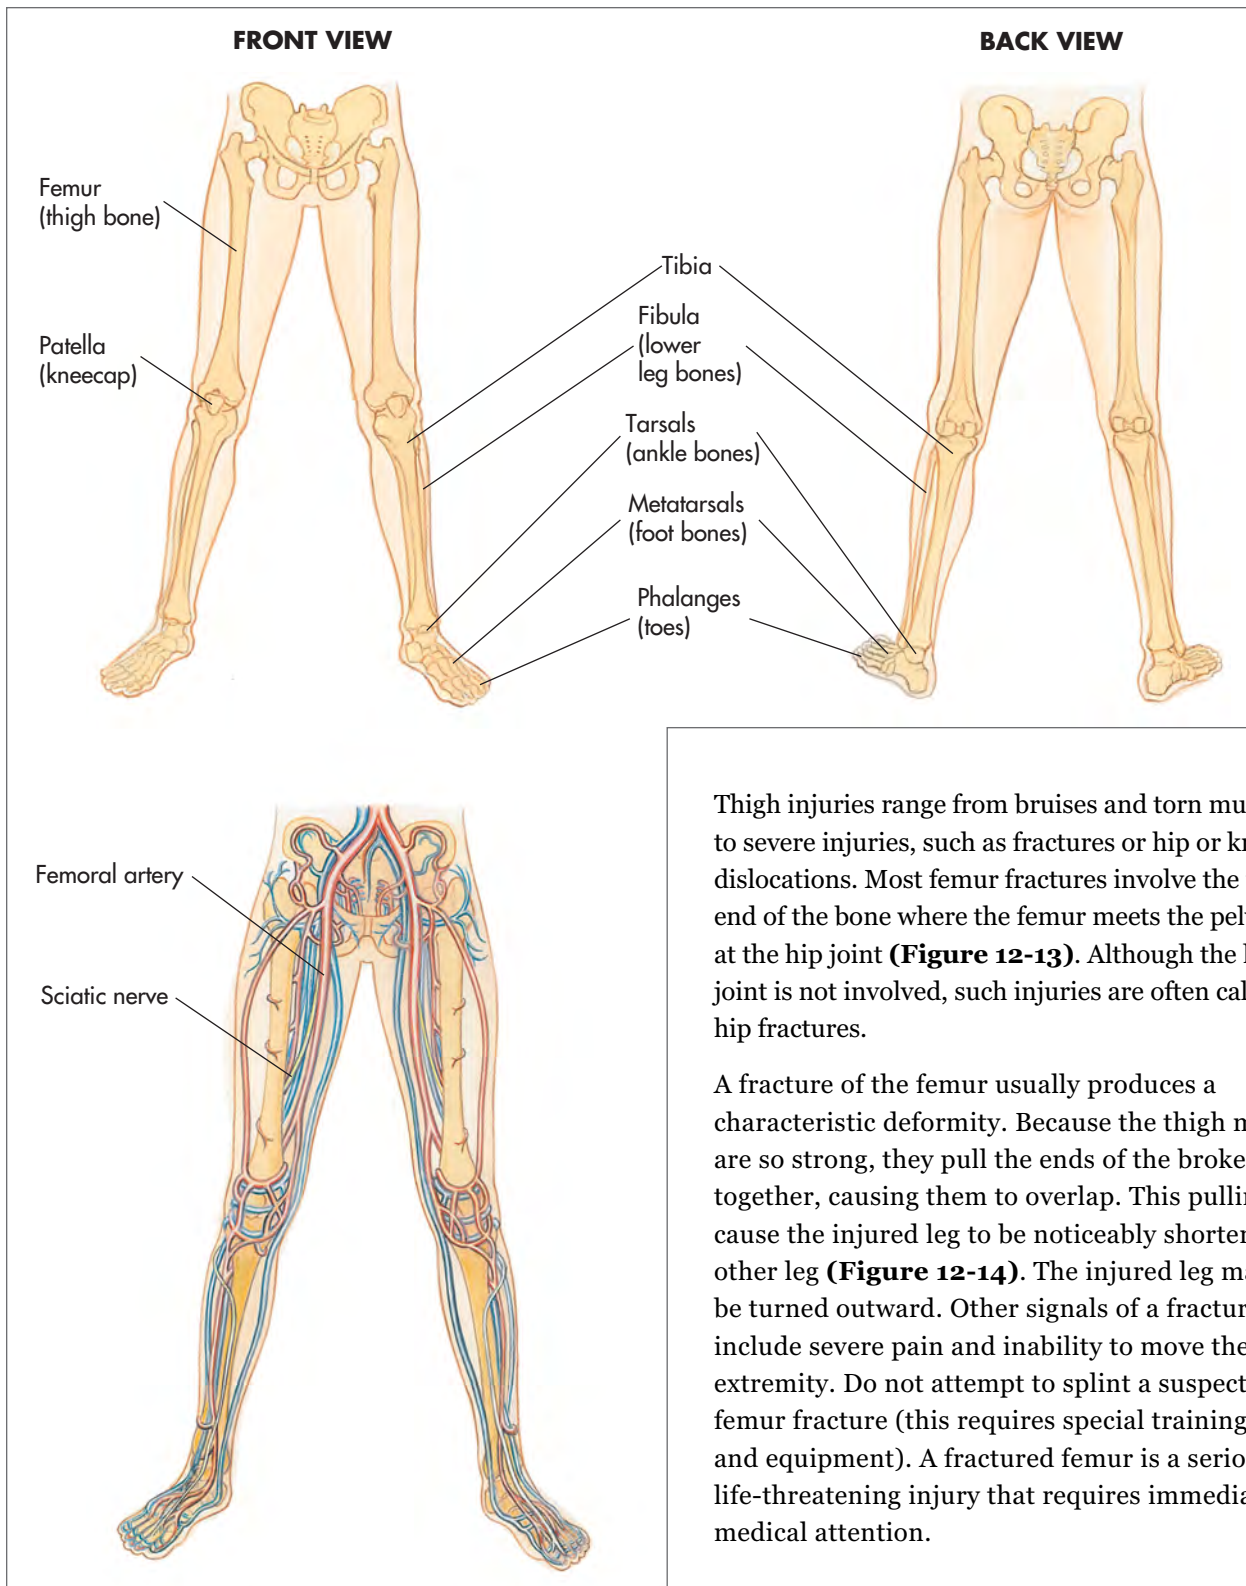 FRONT VIEW
BACK VIEW
Femur
(thigh bone)
Patella
(kneecap)
Tibia
Fibula
(lower
leg bones)
Tarsals
(ankle bones)
Metatarsals
(foot bones)
Phalanges
(toes)
Femoral artery
Sciatic nerve
Thigh injuries range from bruises and torn
to severe injuries, such as fractures or hip or
dislocations. Most femur fractures involve the
end of the bone where the femur meets the
at the hip joint (Figure 12-13). Although the
joint is not involved, such injuries are often
hip fractures.
A fracture of the femur usually produces a
characteristic deformity. Because the thigh
are so strong, they pull the ends of the
together, causing them to overlap. This
cause the injured leg to be noticeably shorter
other leg (Figure 12-14). The injured leg
be turned outward. Other signals of a
include severe pain and inability to move the
extremity. Do not attempt to splint a
femur fracture (this requires special training
and equipment). A fractured femur is a
life-threatening injury that requires
medical attention.